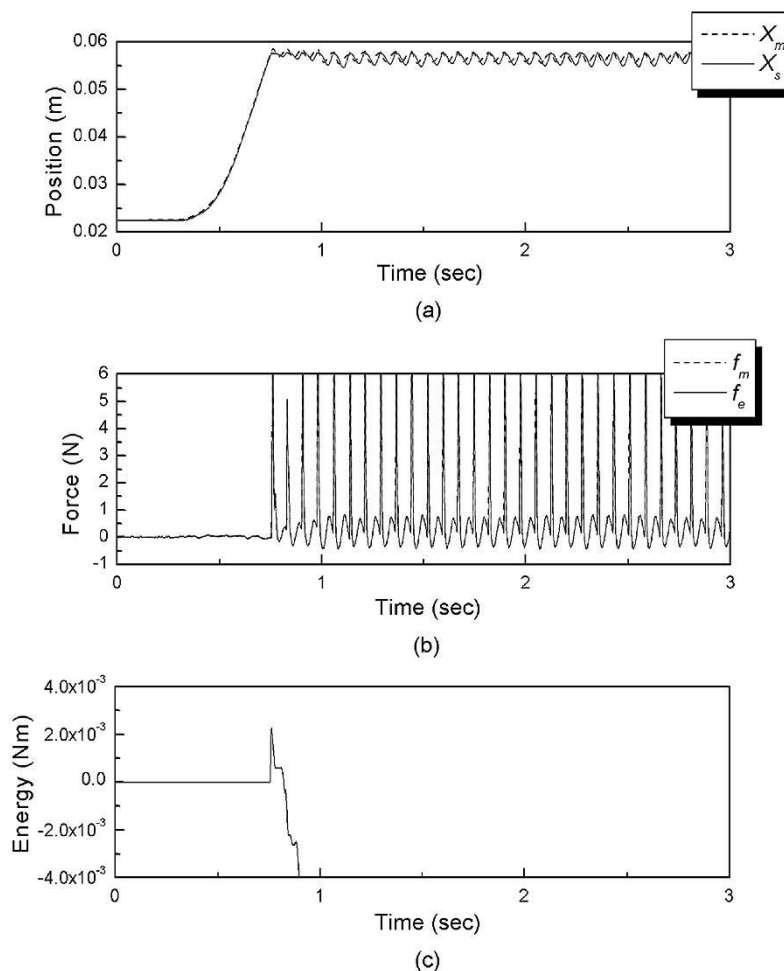 X_m
X_s
0.06
0.05
0.04
0.03
0.02
Position (m)
0 1 2 3
Time (sec)
(a)
f_m
f_e
6
5
4
3
2
1
0
-1
Force (N)
0 1 2 3
Time (sec)
(b)
4.0x10⁻³
2.0x10⁻³
0.0
-2.0x10⁻³
-4.0x10⁻³
Energy (Nm)
0 1 2 3
Time (sec)
(c)